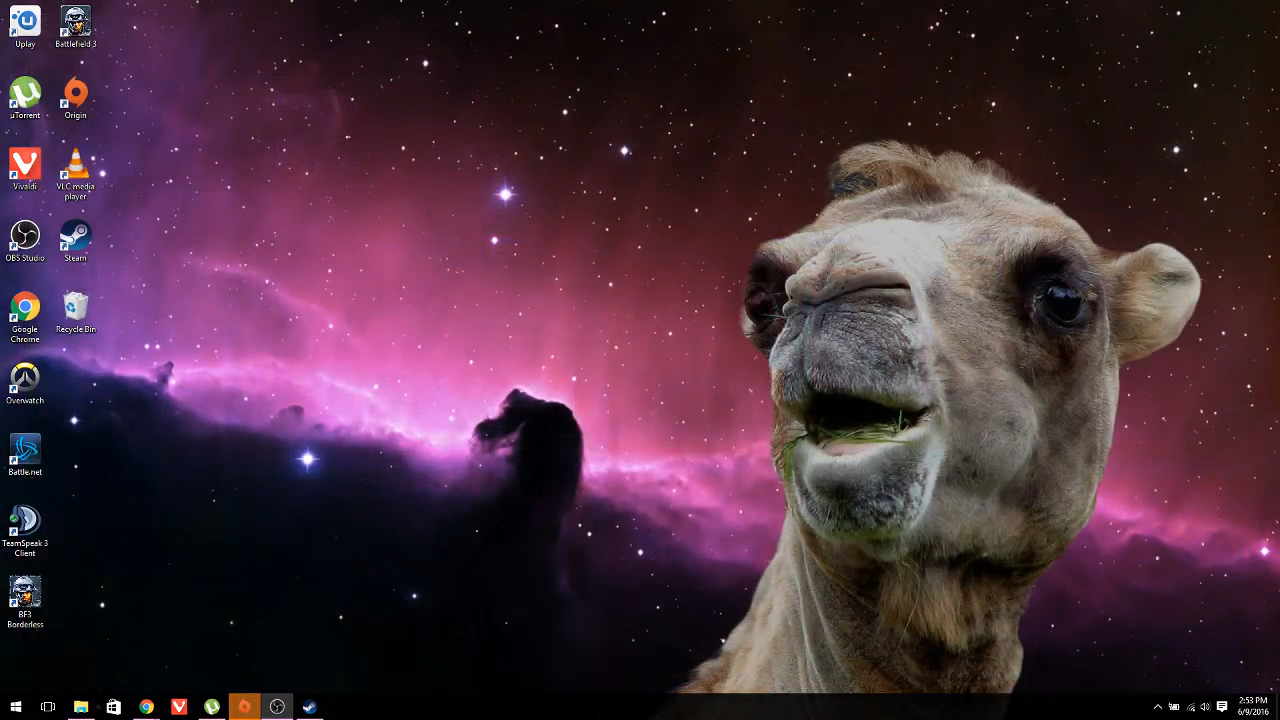 Uplay
Battlefield 3
µTorrent
Origin
Vivaldi
VLC media
player
OBS Studio
Steam
Google
Chrome
Recycle Bin
Overwatch
Battle.net
TeamSpeak 3
Client
BF3
Borderless
2:53 PM
6/9/2016